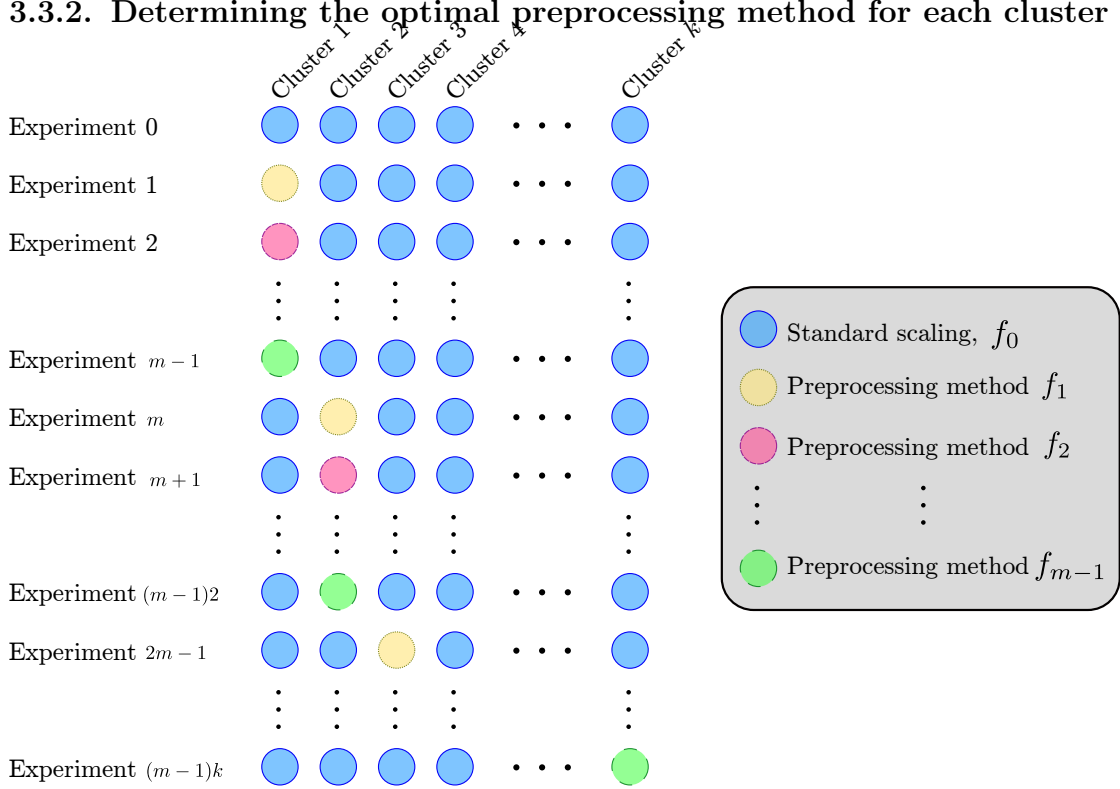 3.3.2. Determining the optimal preprocessing method for each cluster
Cluster 1
Cluster 2
Cluster 3
Cluster 4
Cluster k
Experiment 0
Experiment 1
Experiment 2
Experiment m − 1
Experiment m
Experiment m + 1
Experiment (m − 1)2
Experiment 2m − 1
Experiment (m − 1)k
Standard scaling, f₀
Preprocessing method f₁
Preprocessing method f₂
Preprocessing method fₘ₋₁